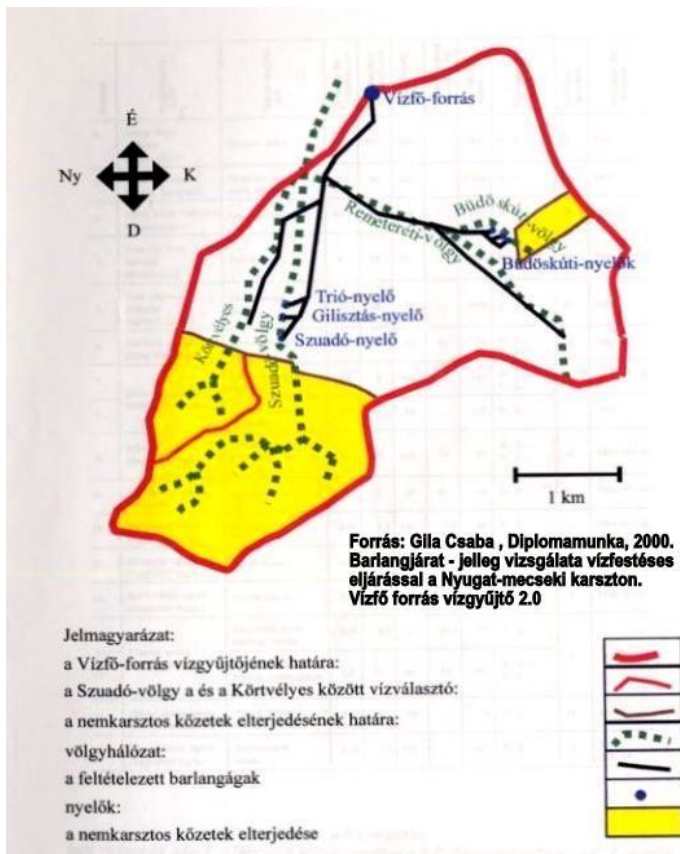 Vízfő-forrás
É
Ny
K
D
Büdöskúti-völgy
Remeteréti-völgy
Büdöskúti-nyelők
Trió-nyelő
Gilisztás-nyelő
Szuadó-nyelő
Körtvélyes
Szuadó-völgy
1 km
Forrás: Gila Csaba , Diplomamunka, 2000.
Barlangjárat - jelleg vizsgálata vízfestéses
eljárással a Nyugat-mecseki karszton.
Vízfő forrás vízgyűjtő 2.0
Jelmagyarázat:
a Vízfő-forrás vízgyűjtőjének határa:
a Szuadó-völgy a és a Körtvélyes között vízválasztó:
a nemkarsztos kőzetek elterjedésének határa:
völgyhálózat:
a feltételezett barlangágak
nyelők:
a nemkarsztos kőzetek elterjedése